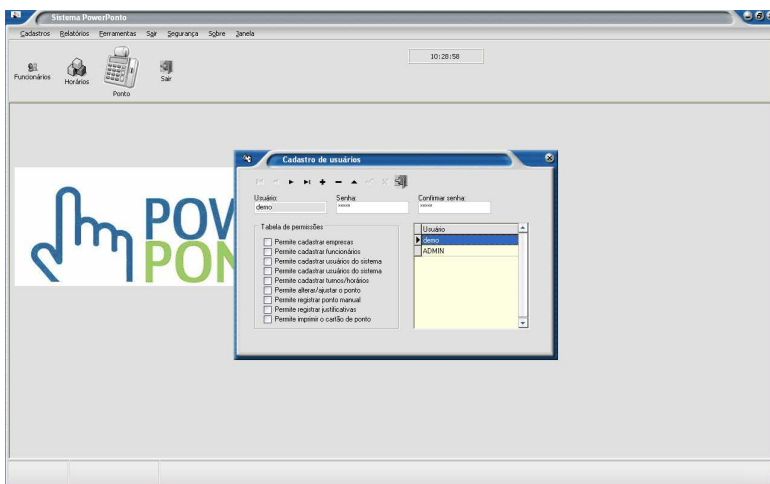 Sistema PowerPonto
Cadastros Relatórios Ferramentas Sair Segurança Sobre Janela
10:28:58
Funcionários
Horários
Ponto
Sair
POW
PON
Cadastro de usuários
Usuário: Senha: Confirmar senha:
demo ***** *****
Tabela de permissões
Permite cadastrar empresas
Permite cadastrar funcionários
Permite cadastrar usuários do sistema
Permite cadastrar usuários do sistema
Permite cadastrar turnos/horários
Permite alterar/ajustar o ponto
Permite registrar ponto manual
Permite registrar justificativas
Permite imprimir o cartão de ponto
Usuário
demo
ADMIN